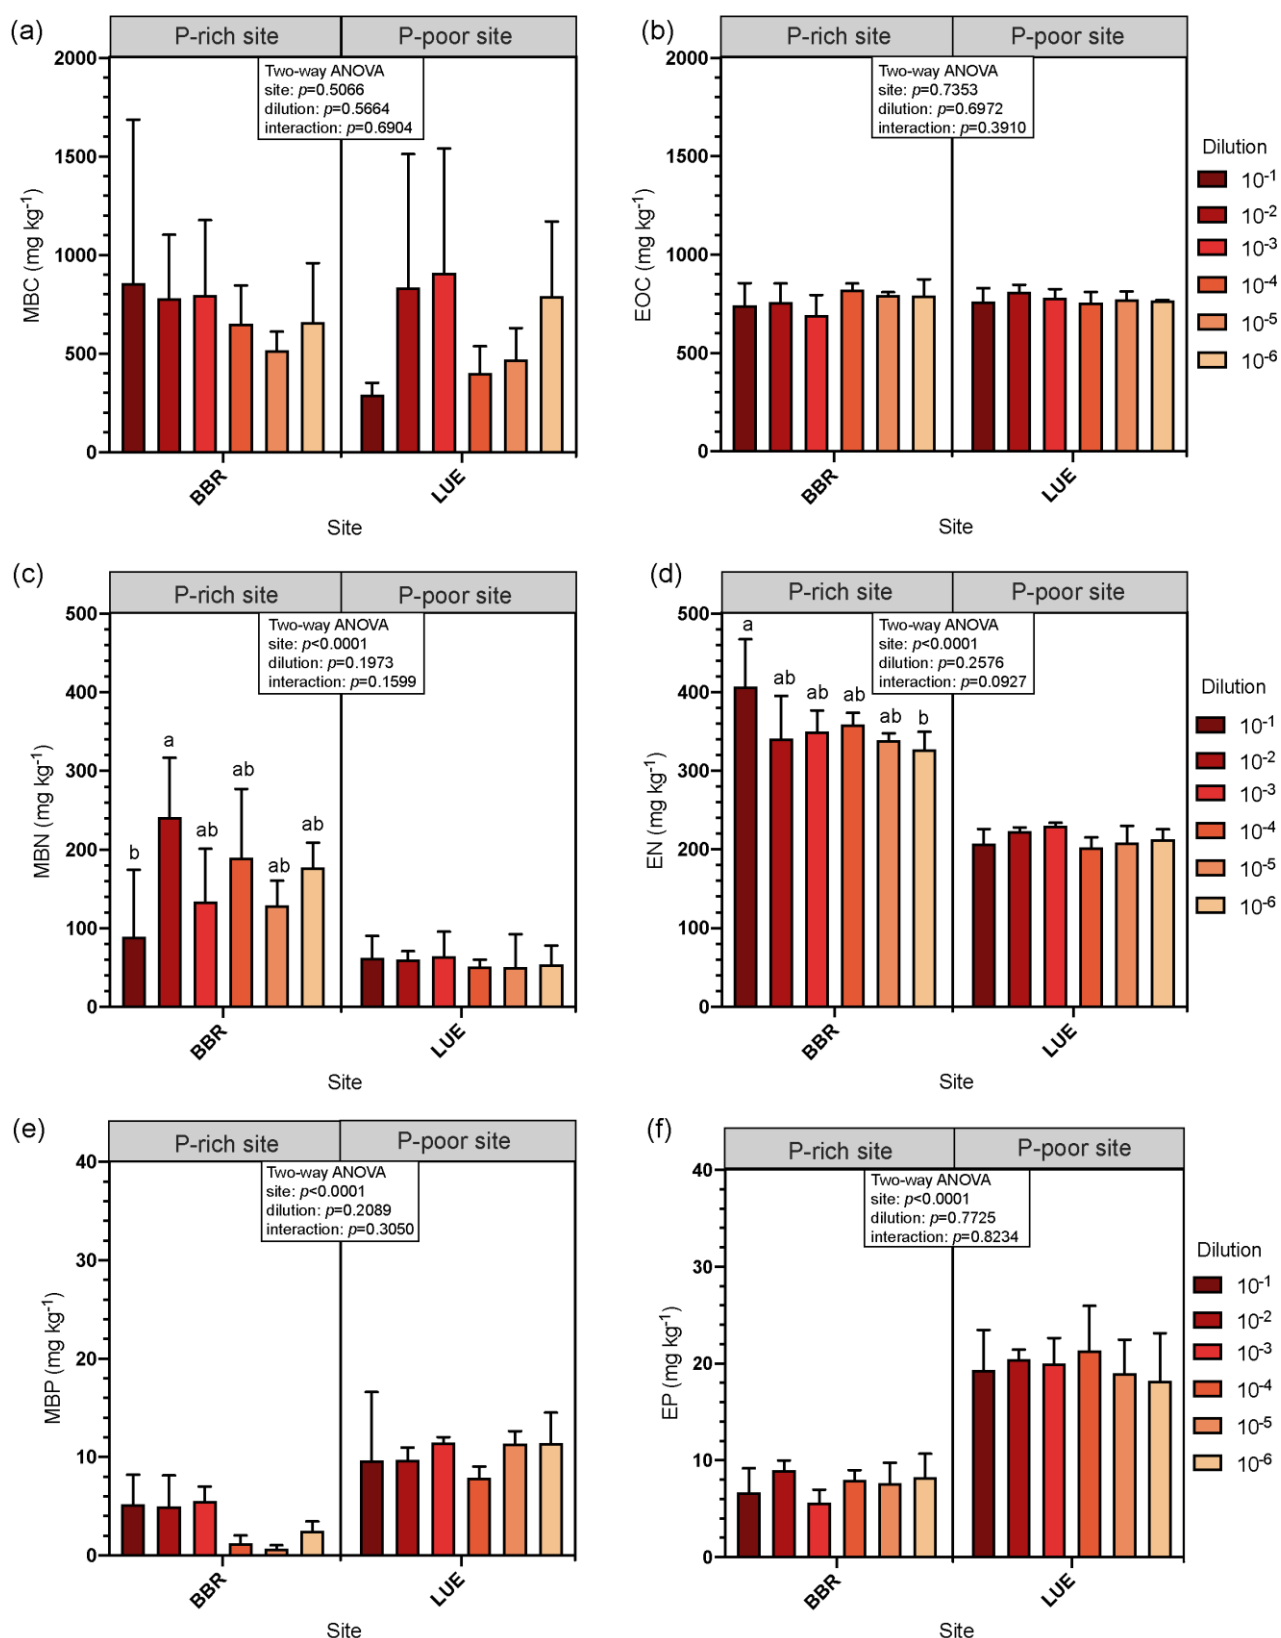 (a)
P-rich site
P-poor site
Two-way ANOVA
site: p=0.5066
dilution: p=0.5664
interaction: p=0.6904
2000
1500
1000
500
0
MBC (mg kg⁻¹)
BBR
LUE
Site
(b)
P-rich site
P-poor site
Two-way ANOVA
site: p=0.7353
dilution: p=0.6972
interaction: p=0.3910
2000
1500
1000
500
0
EOC (mg kg⁻¹)
BBR
LUE
Site
Dilution
10⁻¹
10⁻²
10⁻³
10⁻⁴
10⁻⁵
10⁻⁶
(c)
P-rich site
P-poor site
Two-way ANOVA
site: p<0.0001
dilution: p=0.1973
interaction: p=0.1599
500
400
300
200
100
0
MBN (mg kg⁻¹)
b
a
ab
ab
ab
ab
BBR
LUE
Site
(d)
P-rich site
P-poor site
Two-way ANOVA
site: p<0.0001
dilution: p=0.2576
interaction: p=0.0927
500
400
300
200
100
0
EN (mg kg⁻¹)
a
ab
ab
ab
ab
b
BBR
LUE
Site
Dilution
10⁻¹
10⁻²
10⁻³
10⁻⁴
10⁻⁵
10⁻⁶
(e)
P-rich site
P-poor site
Two-way ANOVA
site: p<0.0001
dilution: p=0.2089
interaction: p=0.3050
40
30
20
10
0
MBP (mg kg⁻¹)
BBR
LUE
Site
(f)
P-rich site
P-poor site
Two-way ANOVA
site: p<0.0001
dilution: p=0.7725
interaction: p=0.8234
40
30
20
10
0
EP (mg kg⁻¹)
BBR
LUE
Site
Dilution
10⁻¹
10⁻²
10⁻³
10⁻⁴
10⁻⁵
10⁻⁶